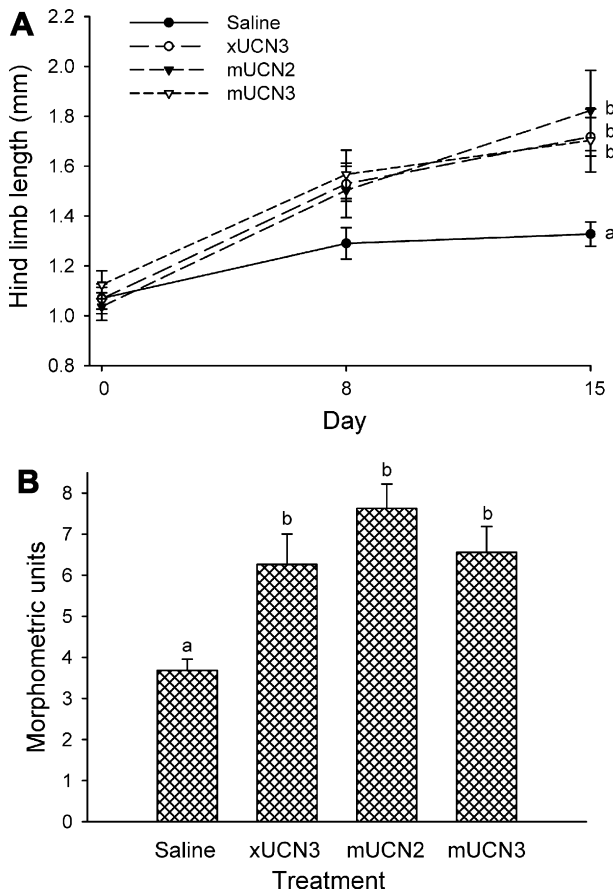 A
Saline
xUCN3
mUCN2
mUCN3
Hind limb length (mm)
2.2
2.0
1.8
1.6
1.4
1.2
1.0
0.8
b
b
b
a
0 8 15
Day
B
Morphometric units
8
7
6
5
4
3
2
1
0
a
b
b
b
Saline xUCN3 mUCN2 mUCN3
Treatment